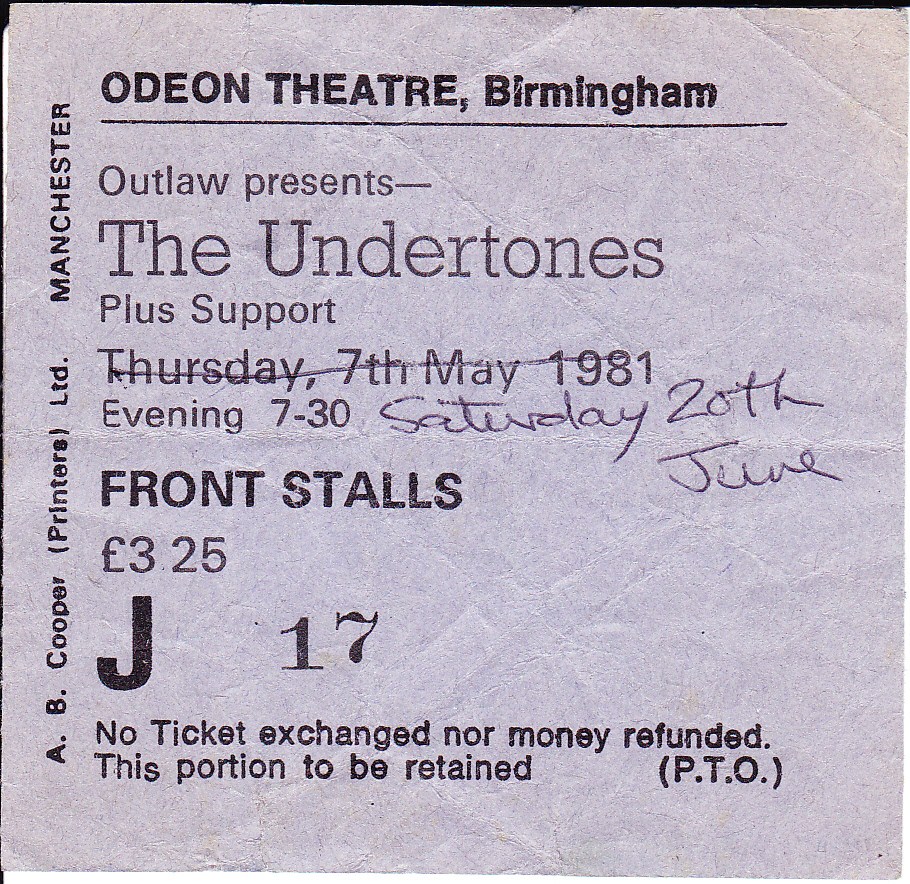 ODEON THEATRE, Birmingham
Outlaw presents—
The Undertones
Plus Support
Thursday, 7th May 1981
Evening 7-30 Saturday 20th
June
FRONT STALLS
£3 25
J 17
No Ticket exchanged nor money refunded.
This portion to be retained (P.T.O.)
A. B. Cooper (Printers) Ltd. MANCHESTER